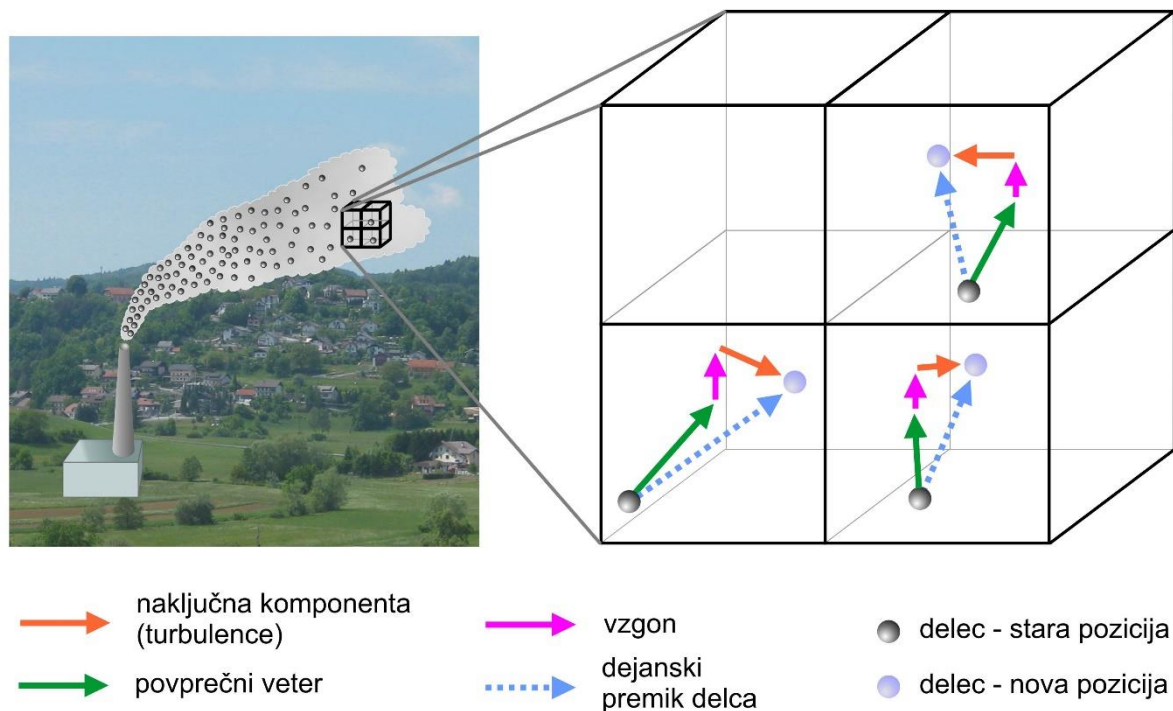 naključna komponenta
(turbulence)
povprečni veter
vzgon
dejanski
premik delca
delec - stara pozicija
delec - nova pozicija